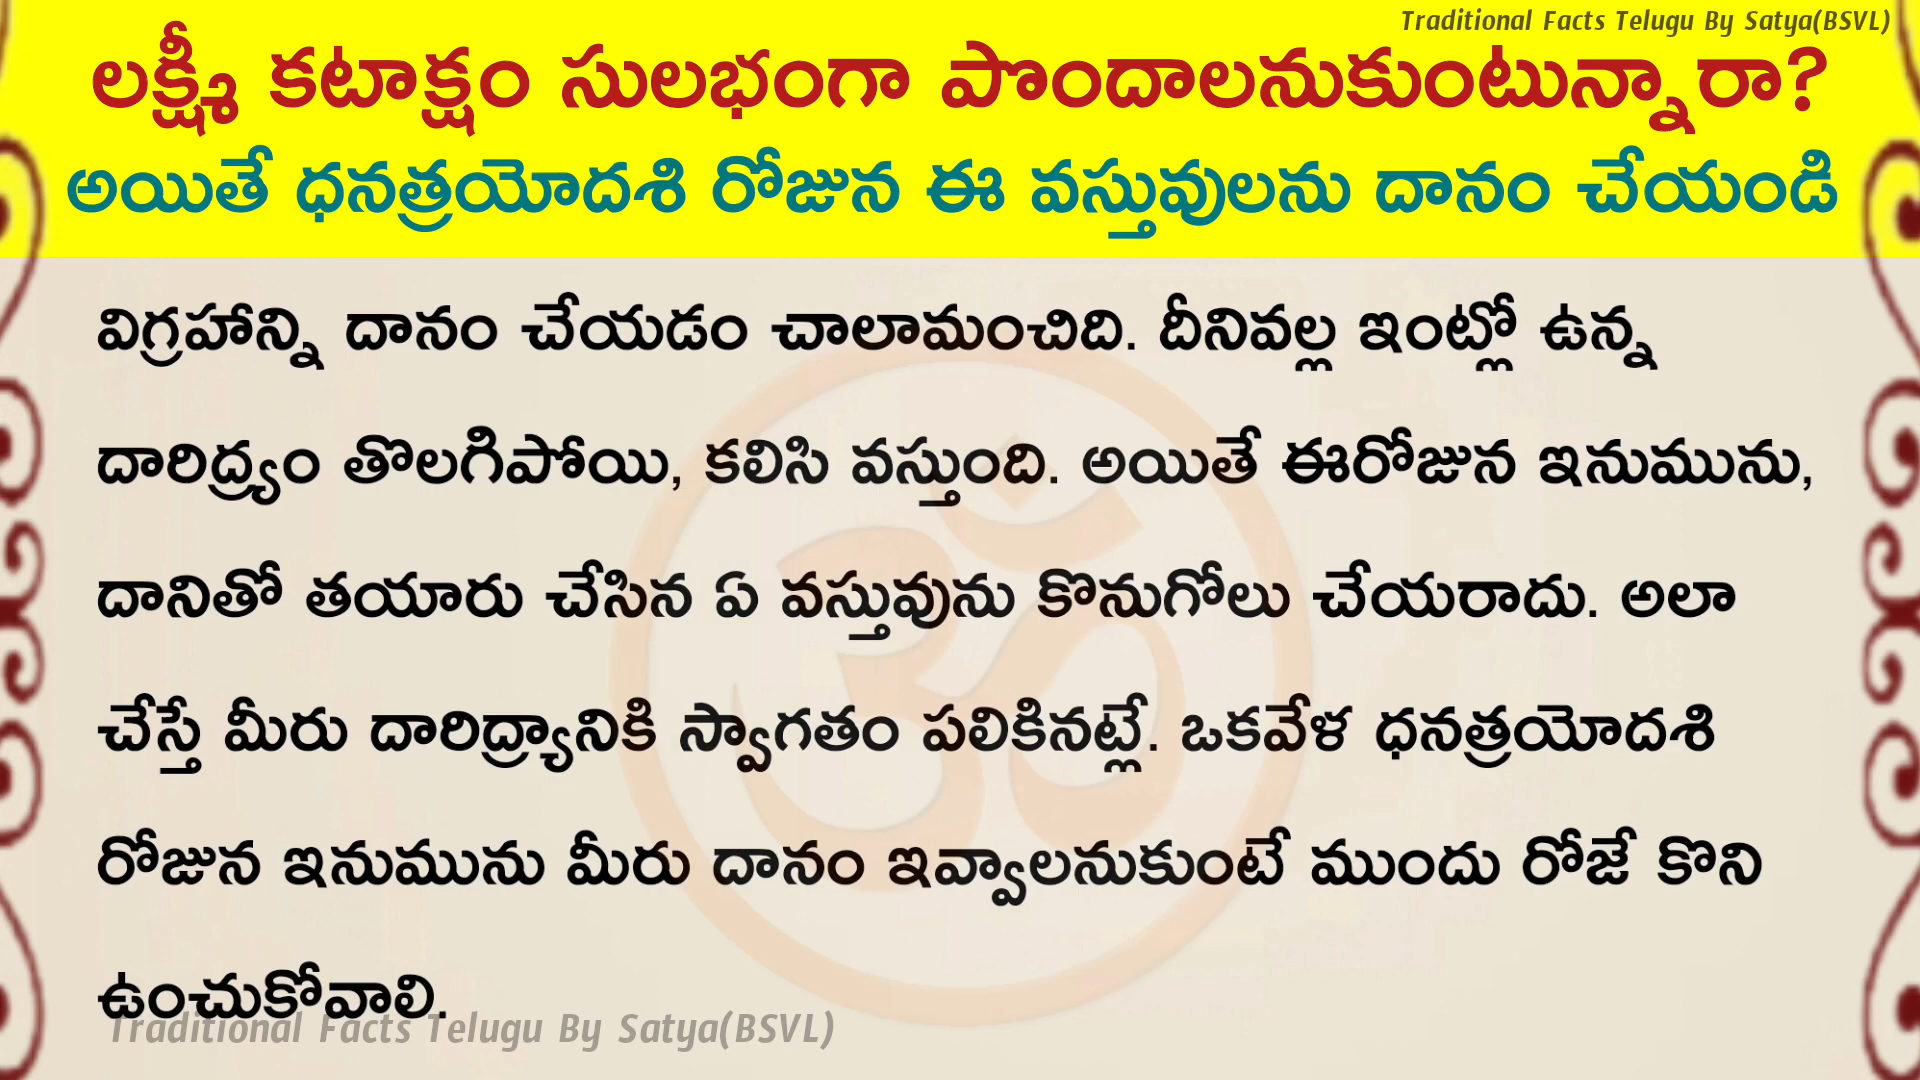 Traditional Facts Telugu By Satya(BSVL)
లక్ష్మీ కటాక్షం సులభంగా పొందాలనుకుంటున్నారా?
అయితే ధనత్రయోదశి రోజున ఈ వస్తువులను దానం చేయండి
విగ్రహాన్ని దానం చేయడం చాలామంచిది. దీనివల్ల ఇంట్లో ఉన్న
దారిద్ర్యం తొలగిపోయి, కలిసి వస్తుంది. అయితే ఈరోజున ఇనుమును,
దానితో తయారు చేసిన ఏ వస్తువును కొనుగోలు చేయరాదు. అలా
చేస్తే మీరు దారిద్ర్యానికి స్వాగతం పలికినట్లే. ఒకవేళ ధనత్రయోదశి
రోజున ఇనుమును మీరు దానం ఇవ్వాలనుకుంటే ముందు రోజే కొని
ఉంచుకోవాలి.
Traditional Facts Telugu By Satya(BSVL)